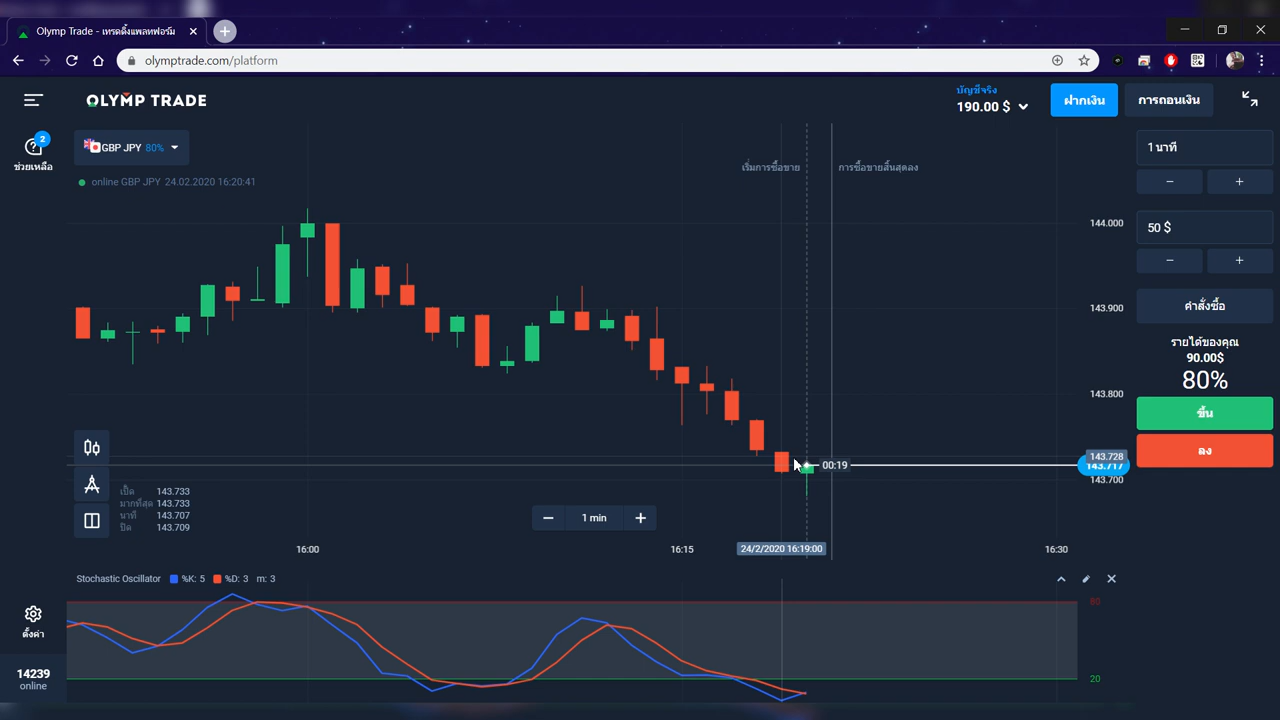 Olymp Trade - เทรดดิ้งแพลทฟอร์ม
olymptrade.com/platform
OLYMP TRADE
บัญชีจริง
190.00 $
ฝากเงิน
การถอนเงิน
2
ช่วยเหลือ
GBP JPY 80%
online GBP JPY 24.02.2020 16:20:41
เริ่มการซื้อขาย
การซื้อขายสิ้นสุดลง
1 นาที
50 $
คำสั่งซื้อ
รายได้ของคุณ
90.00$
80%
ขึ้น
ลง
144.000
143.900
143.800
143.728
143.717
143.700
00:19
เปิด 143.733
มากที่สุด 143.733
นาที 143.707
ปิด 143.709
1 min
16:00
16:15
24/2/2020 16:19:00
16:30
Stochastic Oscillator %K: 5 %D: 3 m: 3
80
20
ตั้งค่า
14239
online